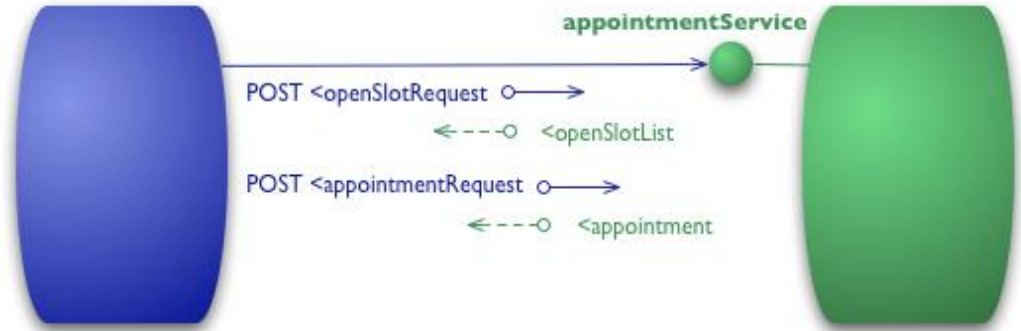 appointmentService
POST <openSlotRequest
<openSlotList
POST <appointmentRequest
<appointment